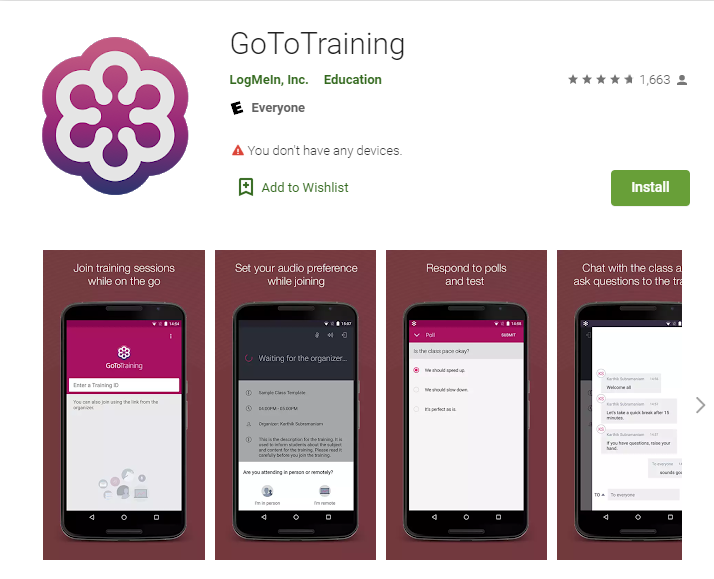 GoToTraining
LogMeIn, Inc. Education
1,663
E Everyone
You don't have any devices.
Add to Wishlist
Install
Join training sessions
while on the go
14:54
GoToTraining
Enter a Training ID
You can also join using the link from the
organizer.
Set your audio preference
while joining
Waiting for the organizer...
Sample Class Template
04:00PM - 05:00PM
Organizer: Karthik Subramaniam
This is the description for the training. It is
used to inform students about the subject
and content for the training. Please read it
carefully before you join the training.
Are you attending in person or remotely?
I'm in person
I'm remote
Respond to polls
and test
Poll
SUBMIT
Is the class pace okay?
We should speed up.
We should slow down.
It's perfect as is.
Chat with the class a
ask questions to the tra
Karthik Subramaniam
Welcome all
Karthik Subramaniam
Let's take a quick break after 15
minutes.
Karthik Subramaniam
If you have questions, raise your
hand.
To everyone
sounds go
TO
To everyone